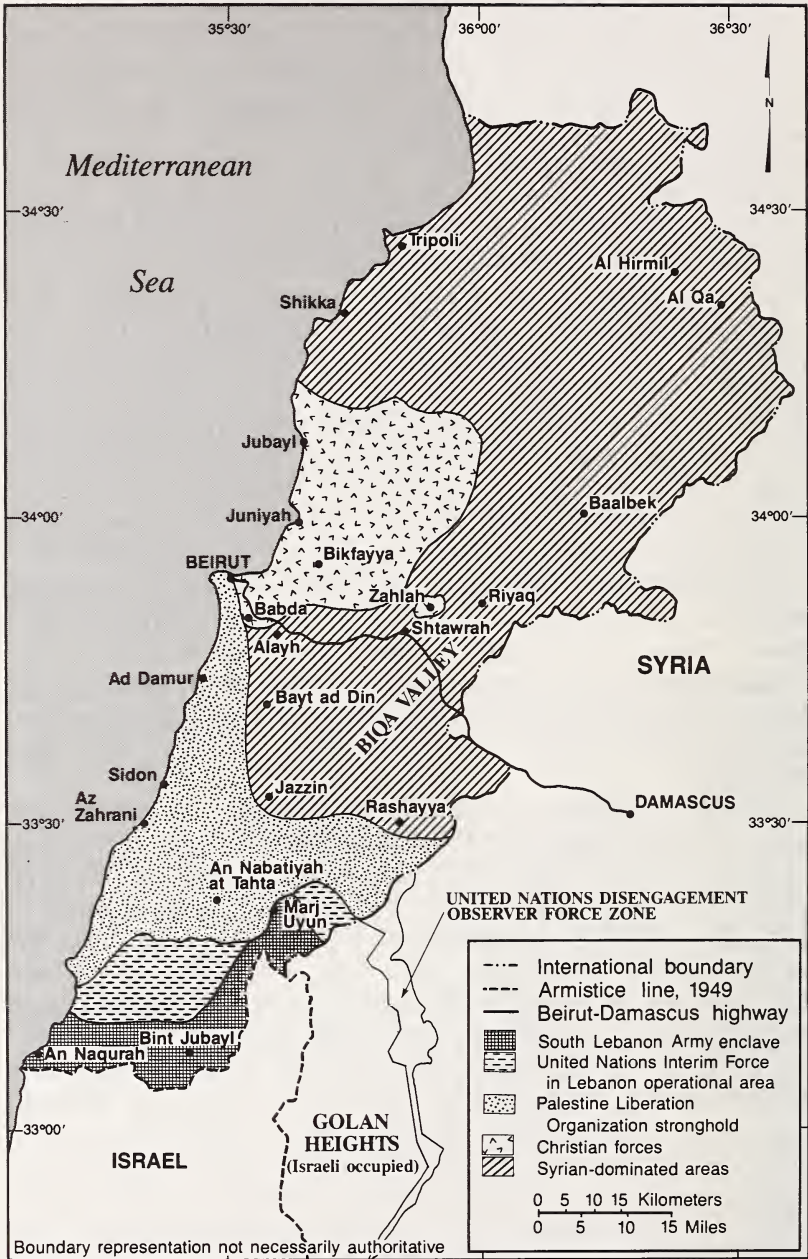 35°30'
36°00'
36°30'
N
Mediterranean
Sea
34°30'
34°30'
Tripoli
Al Hirmil
Al Qa
Shikka
Jubayl
34°00'
34°00'
Juniyah
Baalbek
Bikfayya
BEIRUT
Zahlah
Riyaq
Babda
Shtawrah
Alayh
SYRIA
Ad Damur
Bayt ad Din
BIQA VALLEY
Sidon
Jazzin
DAMASCUS
Az
Zahrani
Rashayya
33°30'
33°30'
An Nabatiyah
at Tahta
Marj
Uyun
UNITED NATIONS DISENGAGEMENT
OBSERVER FORCE ZONE
International boundary
Armistice line, 1949
Beirut-Damascus highway
South Lebanon Army enclave
United Nations Interim Force
in Lebanon operational area
Palestine Liberation
Organization stronghold
Christian forces
Syrian-dominated areas
0 5 10 15 Kilometers
0 5 10 15 Miles
Bint Jubayl
An Naqurah
33°00'
33°00'
GOLAN
HEIGHTS
(Israeli occupied)
ISRAEL
Boundary representation not necessarily authoritative